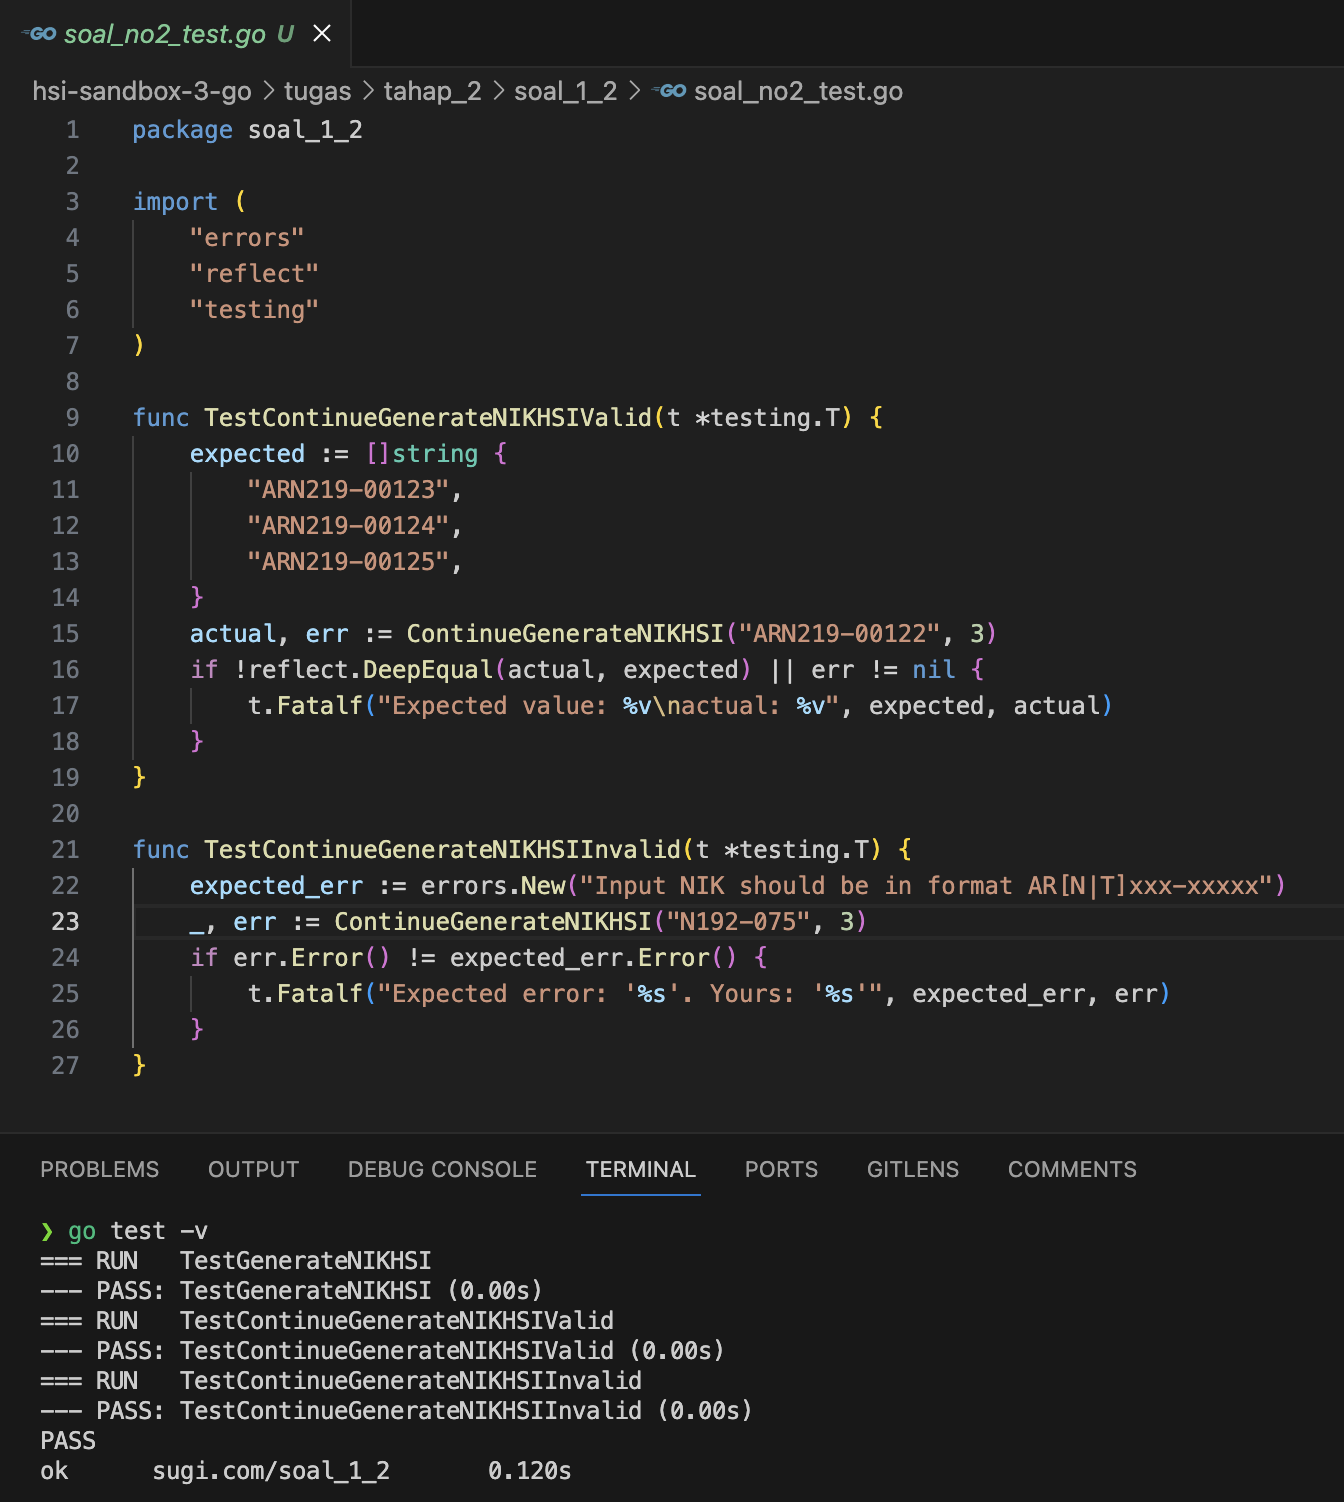 GO soal_no2_test.go U ×
hsi-sandbox-3-go > tugas > tahap_2 > soal_1_2 > GO soal_no2_test.go
1 package soal_1_2
2
3 import (
4 "errors"
5 "reflect"
6 "testing"
7 )
8
9 func TestContinueGenerateNIKHSIValid(t *testing.T) {
10 expected := []string {
11 "ARN219-00123",
12 "ARN219-00124",
13 "ARN219-00125",
14 }
15 actual, err := ContinueGenerateNIKHSI("ARN219-00122", 3)
16 if !reflect.DeepEqual(actual, expected) || err != nil {
17 t.Fatalf("Expected value: %v\nactual: %v", expected, actual)
18 }
19 }
20
21 func TestContinueGenerateNIKHSIInvalid(t *testing.T) {
22 expected_err := errors.New("Input NIK should be in format AR[N|T]xxx-xxxxx")
23 _, err := ContinueGenerateNIKHSI("N192-075", 3)
24 if err.Error() != expected_err.Error() {
25 t.Fatalf("Expected error: '%s'. Yours: '%s'", expected_err, err)
26 }
27 }
PROBLEMS OUTPUT DEBUG CONSOLE TERMINAL PORTS GITLENS COMMENTS
❯ go test -v
=== RUN TestGenerateNIKHSI
--- PASS: TestGenerateNIKHSI (0.00s)
=== RUN TestContinueGenerateNIKHSIValid
--- PASS: TestContinueGenerateNIKHSIValid (0.00s)
=== RUN TestContinueGenerateNIKHSIInvalid
--- PASS: TestContinueGenerateNIKHSIInvalid (0.00s)
PASS
ok sugi.com/soal_1_2 0.120s